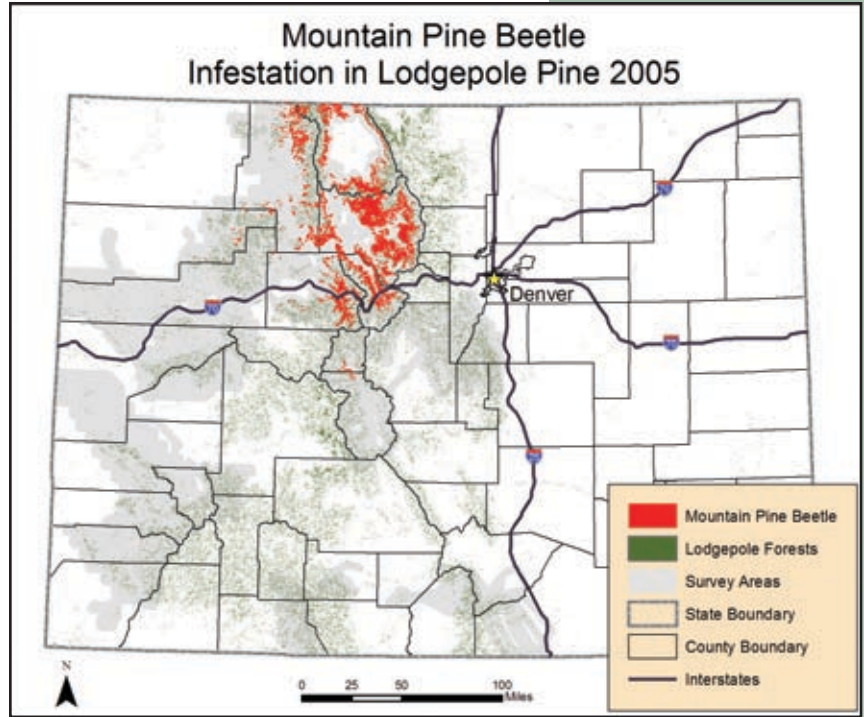 Mountain Pine Beetle
Infestation in Lodgepole Pine 2005
Denver
Mountain Pine Beetle
Lodgepole Forests
Survey Areas
State Boundary
County Boundary
Interstates
N
0 25 50 100
Miles